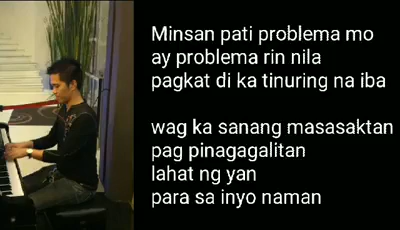 Minsan pati problema mo
ay problema rin nila
pagkat di ka tinuring na iba
wag ka sanang masasaktan
pag pinagagalitan
lahat ng yan
para sa inyo naman